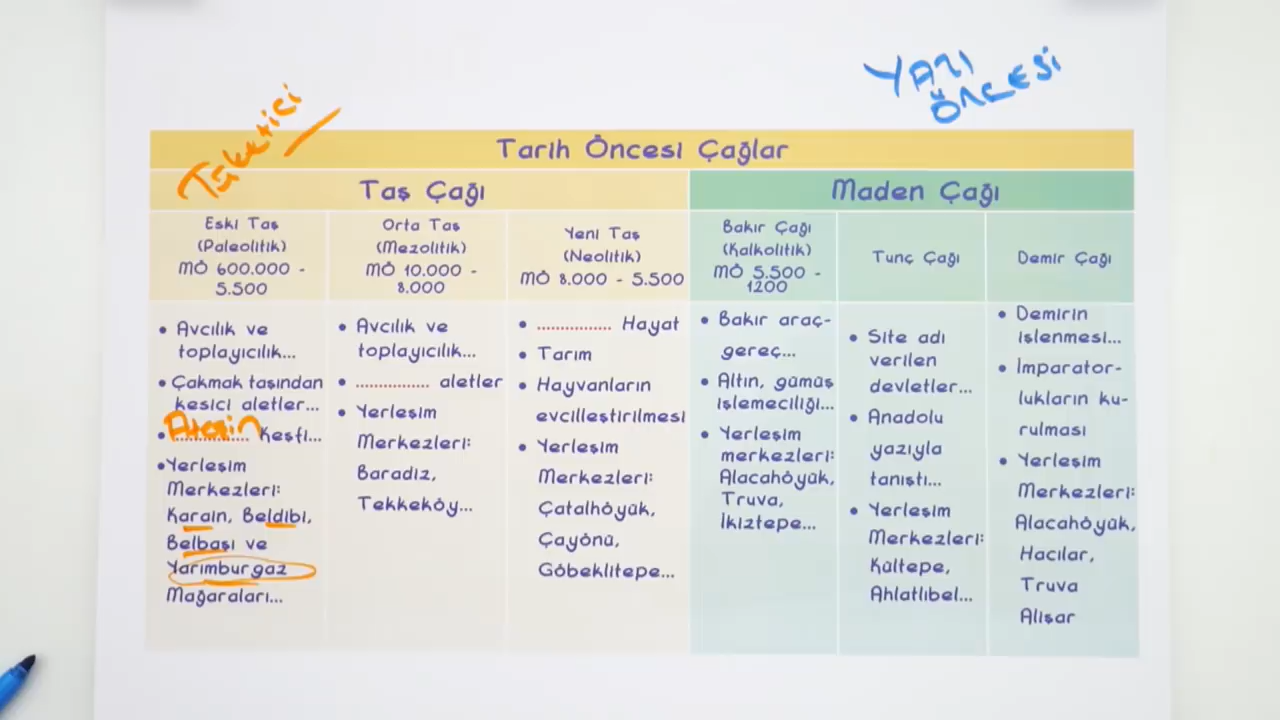 YAZI
ÖNCESİ
Tüketici
Tarih Öncesi Çağlar
Taş Çağı
Maden Çağı
Eski Taş
(Paleolitik)
MÖ 600.000 -
5.500
Orta Taş
(Mezolitik)
MÖ 10.000 -
8.000
Yeni Taş
(Neolitik)
MÖ 8.000 - 5.500
Bakır Çağı
(Kalkolitik)
MÖ 5.500 -
1200
Tunç Çağı
Demir Çağı
• Avcılık ve
toplayıcılık...
• Çakmak taşından
kesici aletler...
• Ateşin Keşfi...
• Yerleşim
Merkezleri:
Karain, Beldibi,
Belbaşı ve
Yarımburgaz
Mağaraları...
• Avcılık ve
toplayıcılık...
• ................ aletler
• Yerleşim
Merkezleri:
Baradız,
Tekkeköy...
• ................ Hayat
• Tarım
• Hayvanların
evcilleştirilmesi
• Yerleşim
Merkezleri:
Çatalhöyük,
Çayönü,
Göbeklitepe...
• Bakır araç-
gereç...
• Altın, gümüş
işlemeciliği...
• Yerleşim
merkezleri:
Alacahöyük,
Truva,
İkiztepe...
• Site adı
verilen
devletler...
• Anadolu
yazıyla
tanıştı...
• Yerleşim
Merkezleri:
Kültepe,
Ahlatlıbel...
• Demirin
işlenmesi...
• İmparator-
lukların ku-
rulması
• Yerleşim
Merkezleri:
Alacahöyük,
Hacılar,
Truva
Alişar